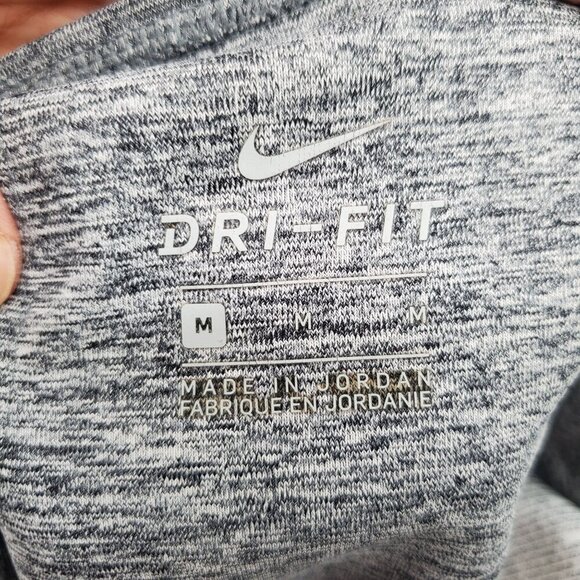 DRI-FIT
M M M
MADE IN JORDAN
FABRIQUE EN JORDANIE